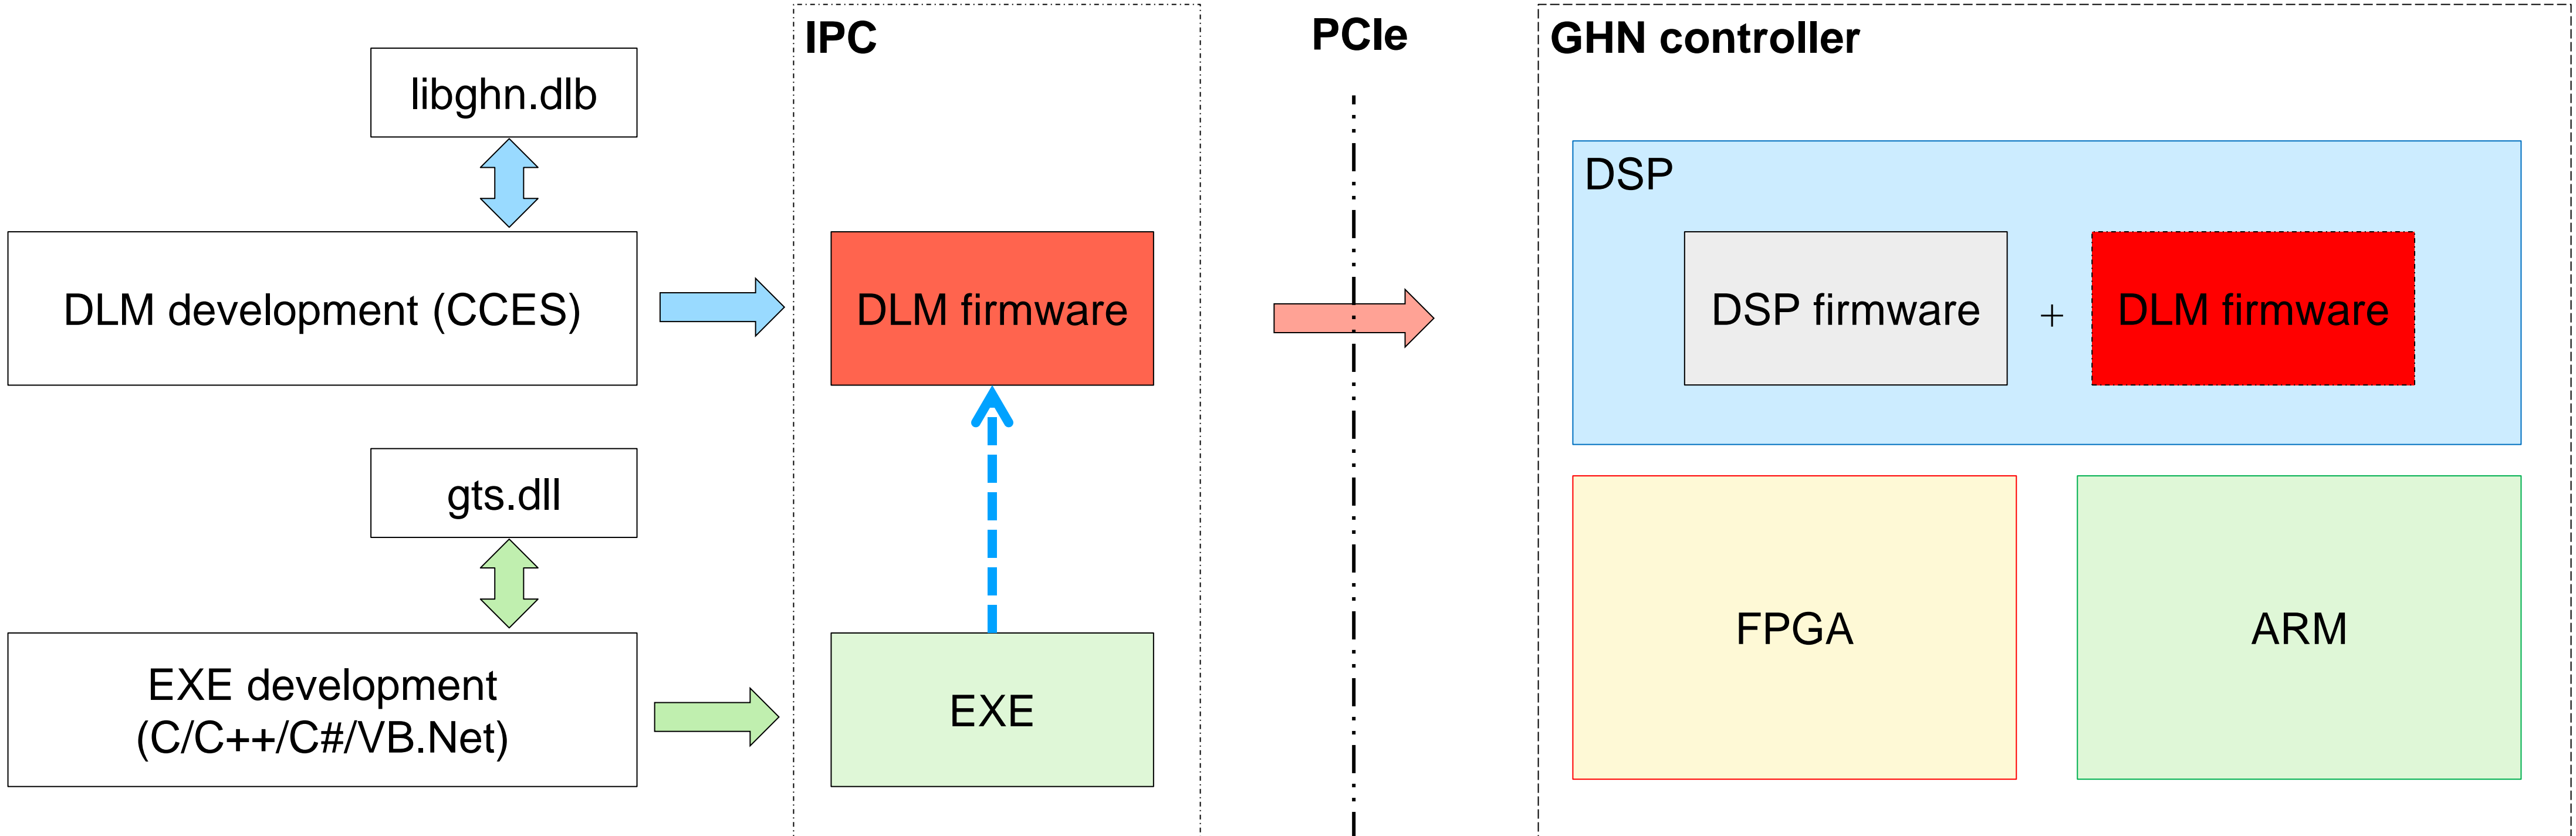 IPC
PCIe
GHN controller
libghn.dlb
DSP
DLM development (CCES)
DLM firmware
DSP firmware
+
DLM firmware
gts.dll
FPGA
ARM
EXE development
(C/C++/C#/VB.Net)
EXE